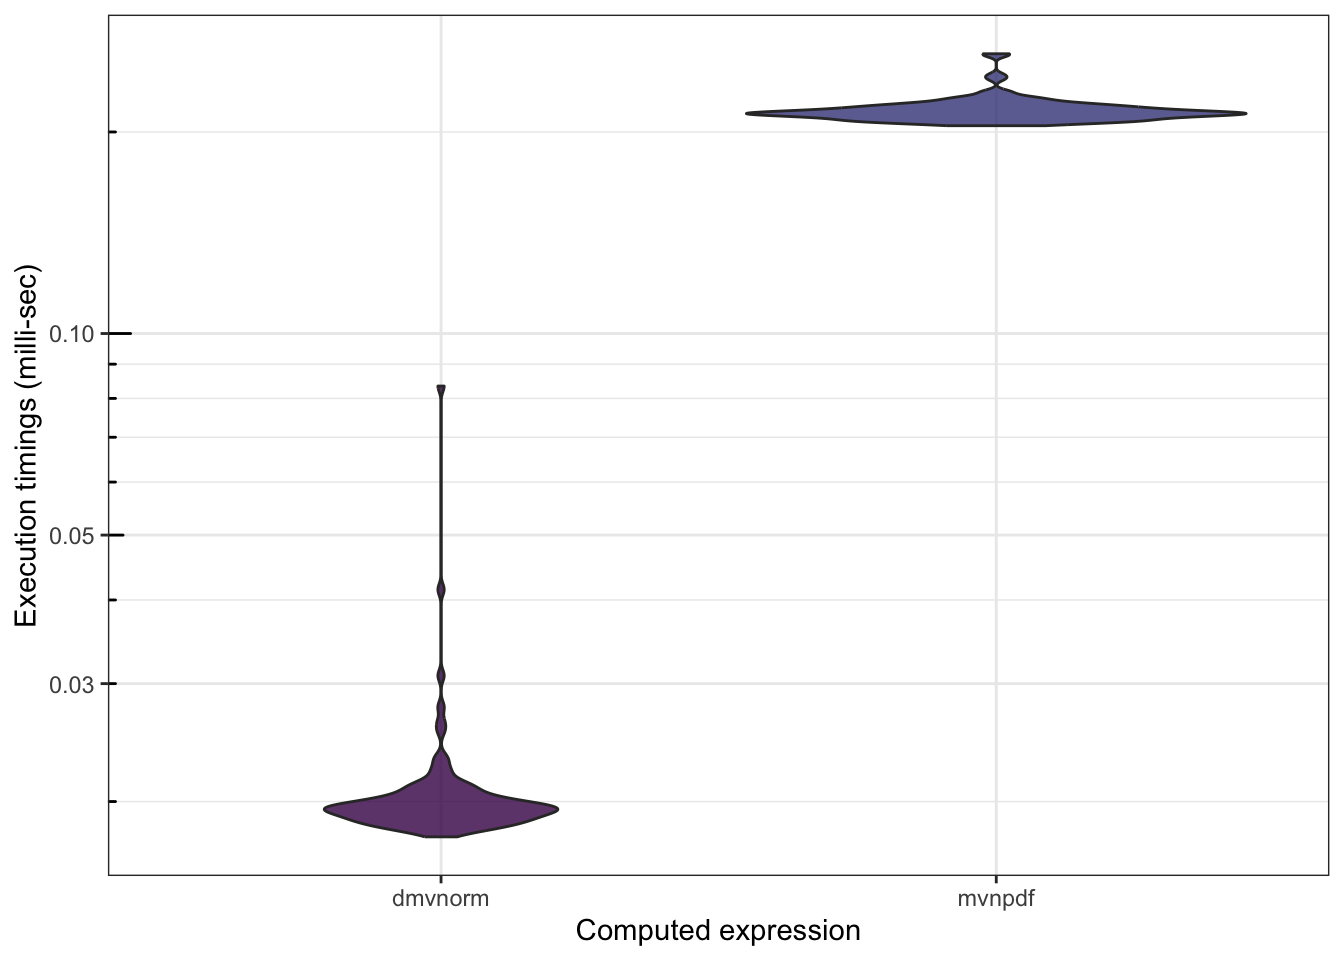 Execution timings (milli-sec)
0.10
0.05
0.03
dmvnorm
mvnpdf
Computed expression